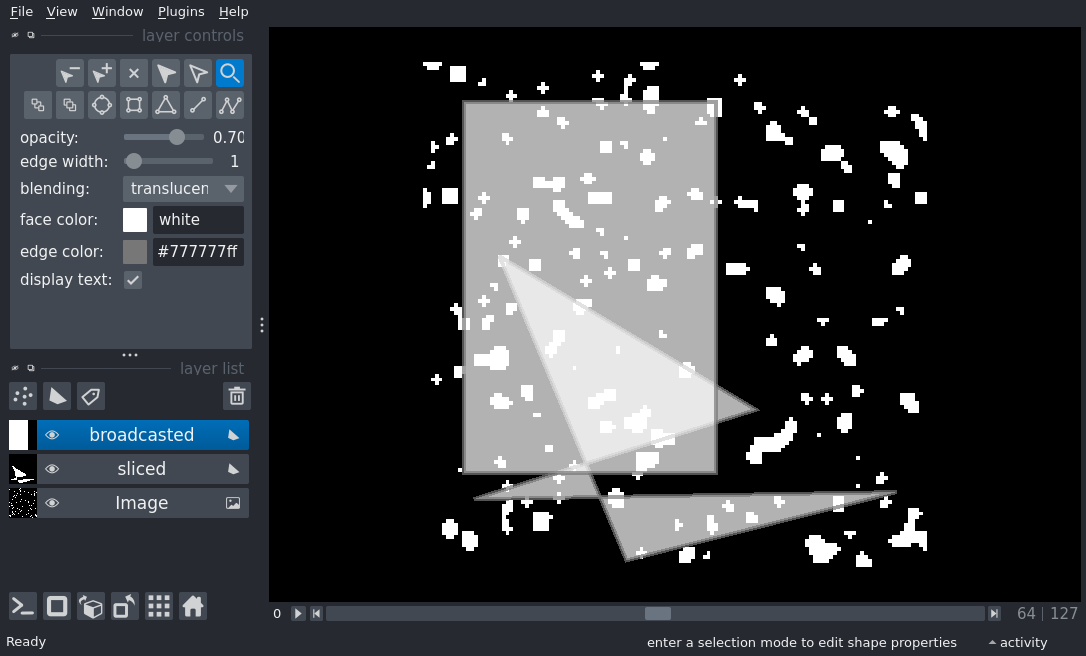 File View Window Plugins Help
layer controls
opacity: 0.70
edge width: 1
blending: translucen
face color: white
edge color: #777777ff
display text:
layer list
broadcasted
sliced
Image
0 64 | 127
Ready enter a selection mode to edit shape properties activity